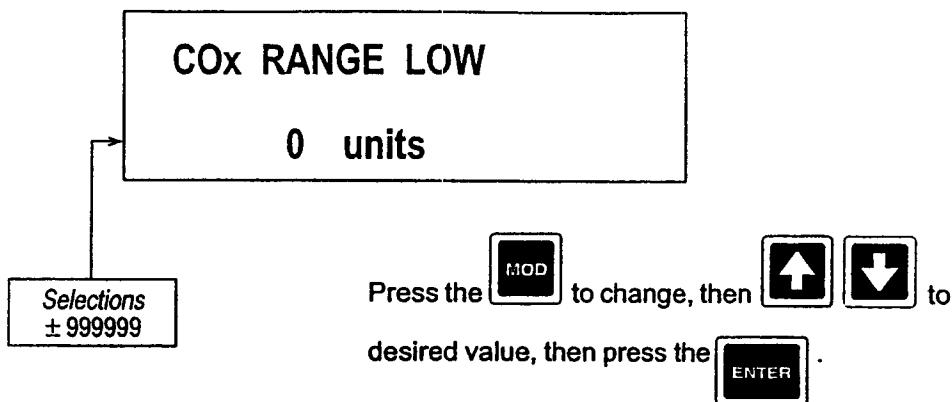 COx RANGE LOW
0 units
Selections
± 999999
Press the MOD to change, then to
desired value, then press the ENTER .